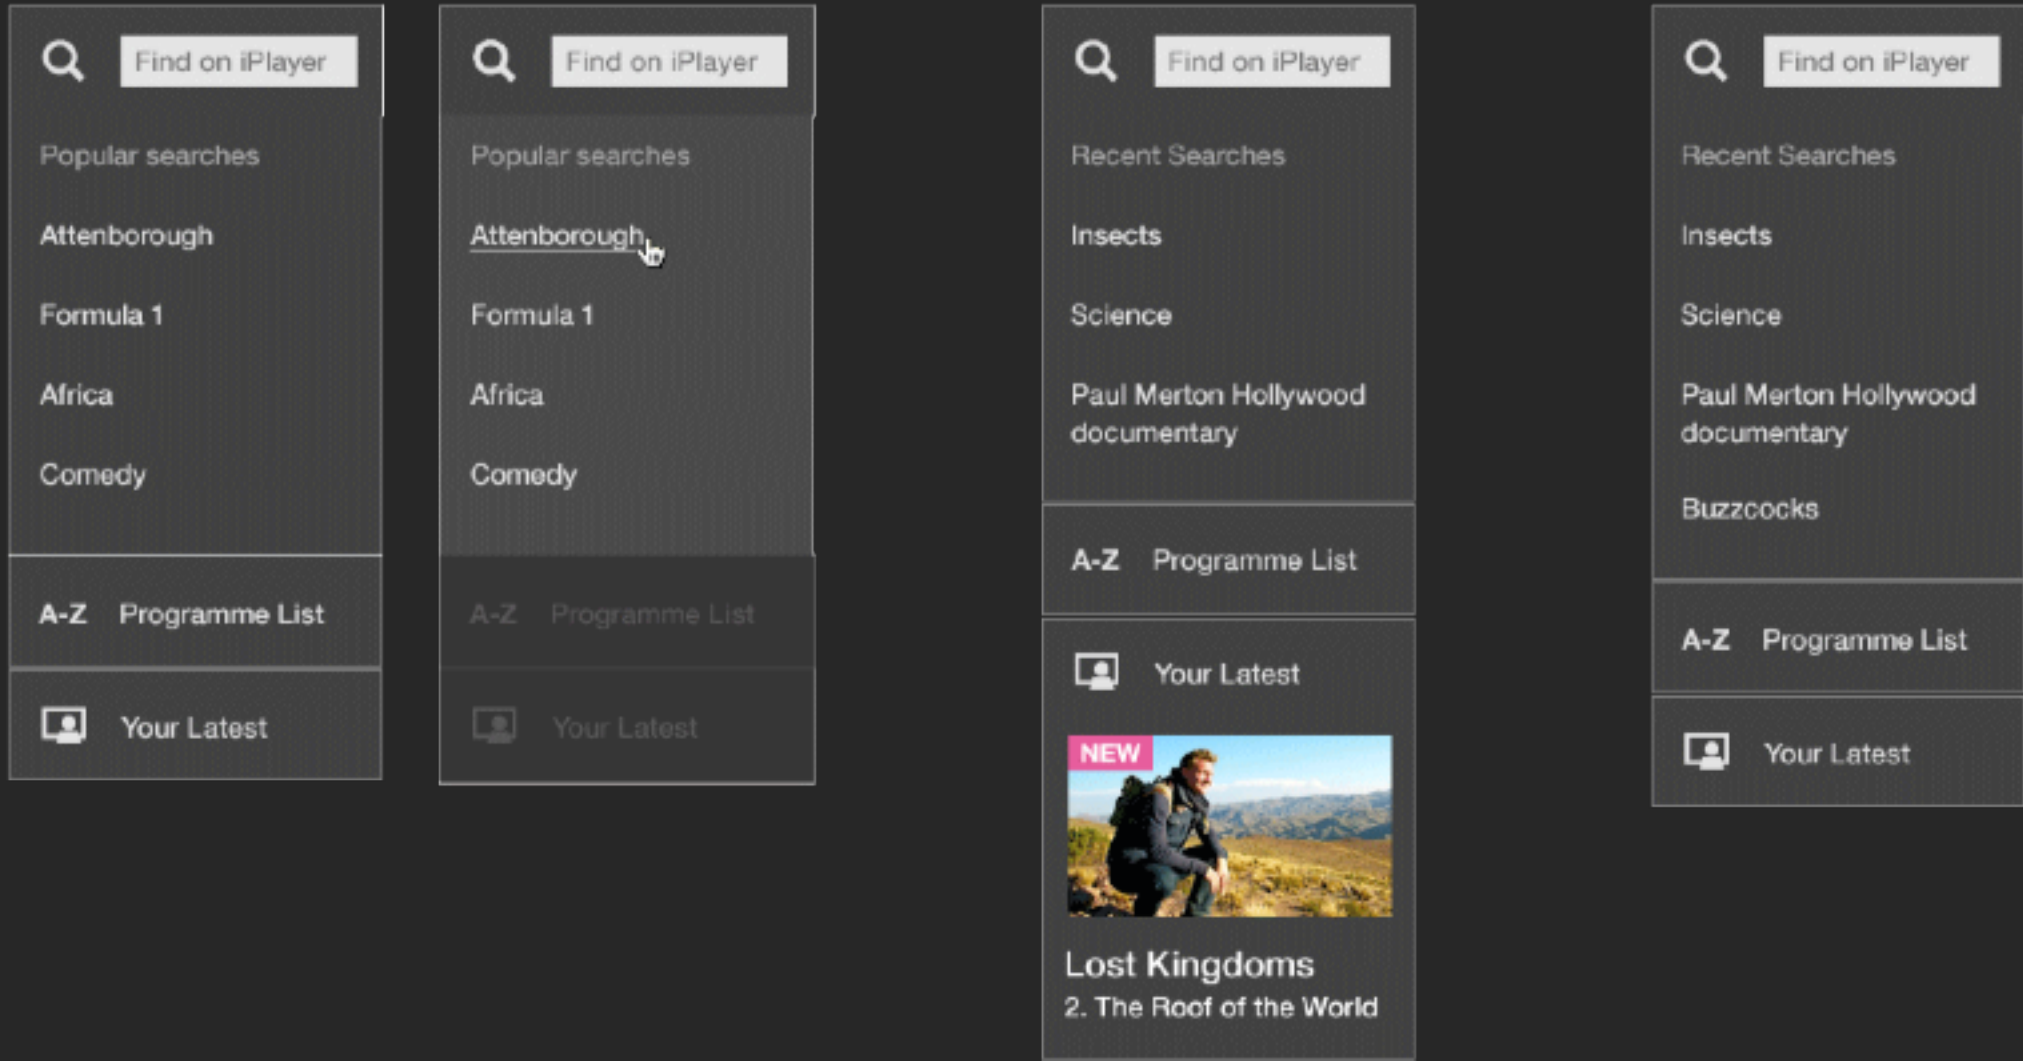 Find on iPlayer
Popular searches
Attenborough
Formula 1
Africa
Comedy
A-Z Programme List
Your Latest
Find on iPlayer
Popular searches
Attenborough
Formula 1
Africa
Comedy
A-Z Programme List
Your Latest
Find on iPlayer
Recent Searches
Insects
Science
Paul Merton Hollywood
documentary
A-Z Programme List
Your Latest
NEW
Lost Kingdoms
2. The Roof of the World
Find on iPlayer
Recent Searches
Insects
Science
Paul Merton Hollywood
documentary
Buzzcocks
A-Z Programme List
Your Latest